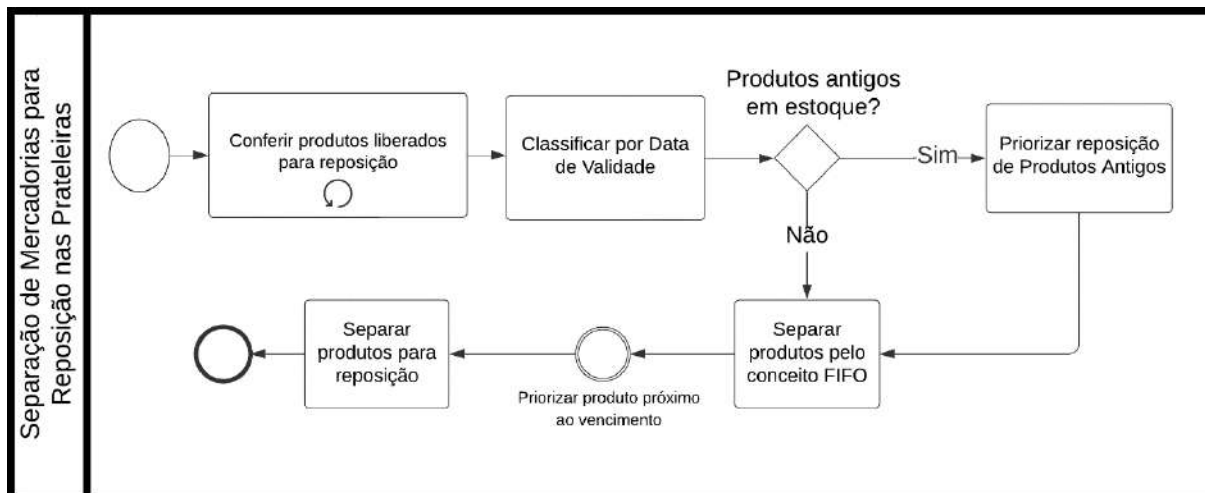 Separação de Mercadorias para
Reposição nas Prateleiras
Conferir produtos liberados
para reposição
Classificar por Data
de Validade
Produtos antigos
em estoque?
Sim
Priorizar reposição
de Produtos Antigos
Não
Separar
produtos pelo
conceito FIFO
Priorizar produto próximo
ao vencimento
Separar
produtos para
reposição